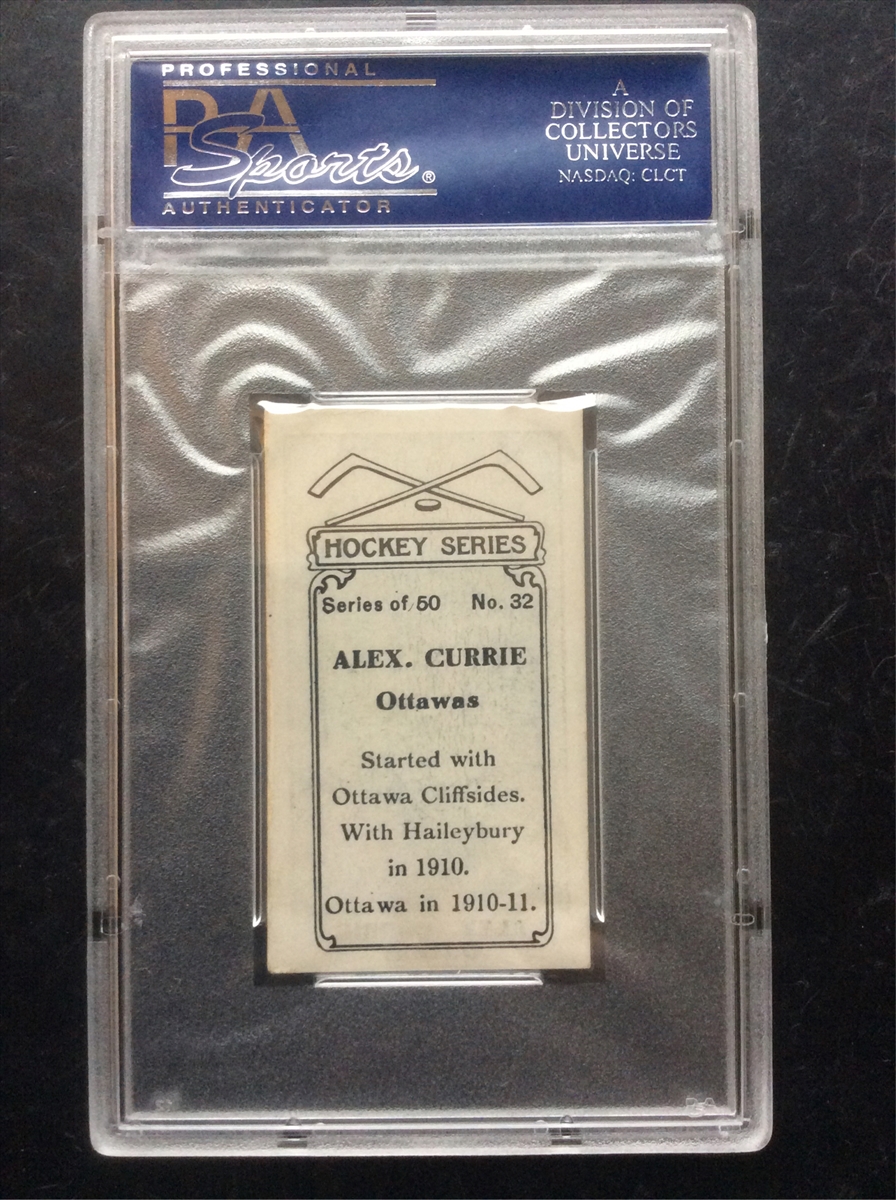 PROFESSIONAL
PSA
Sports®
AUTHENTICATOR
A
DIVISION OF
COLLECTORS
UNIVERSE
NASDAQ: CLCT
HOCKEY SERIES
Series of 50 No. 32
ALEX. CURRIE
Ottawas
Started with
Ottawa Cliffsides.
With Haileybury
in 1910.
Ottawa in 1910-11.